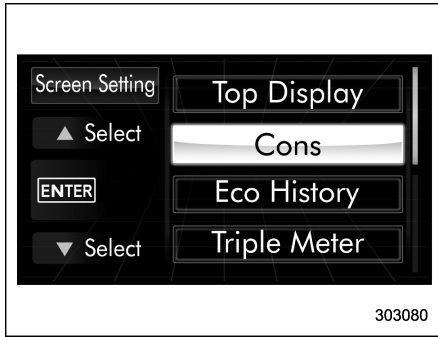 Screen Setting
▲ Select
ENTER
▼ Select
Top Display
Cons
Eco History
Triple Meter
303080